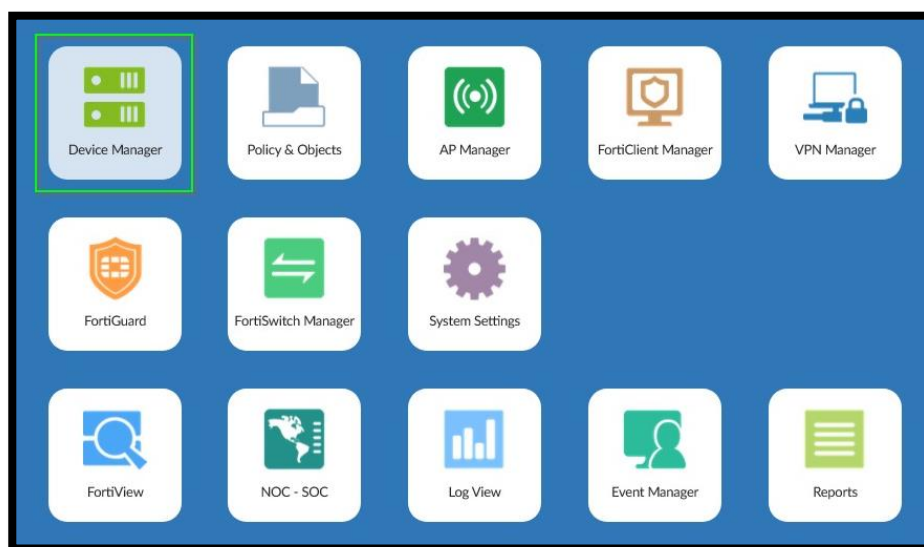 Device Manager
Policy & Objects
AP Manager
FortiClient Manager
VPN Manager
FortiGuard
FortiSwitch Manager
System Settings
FortiView
NOC - SOC
Log View
Event Manager
Reports